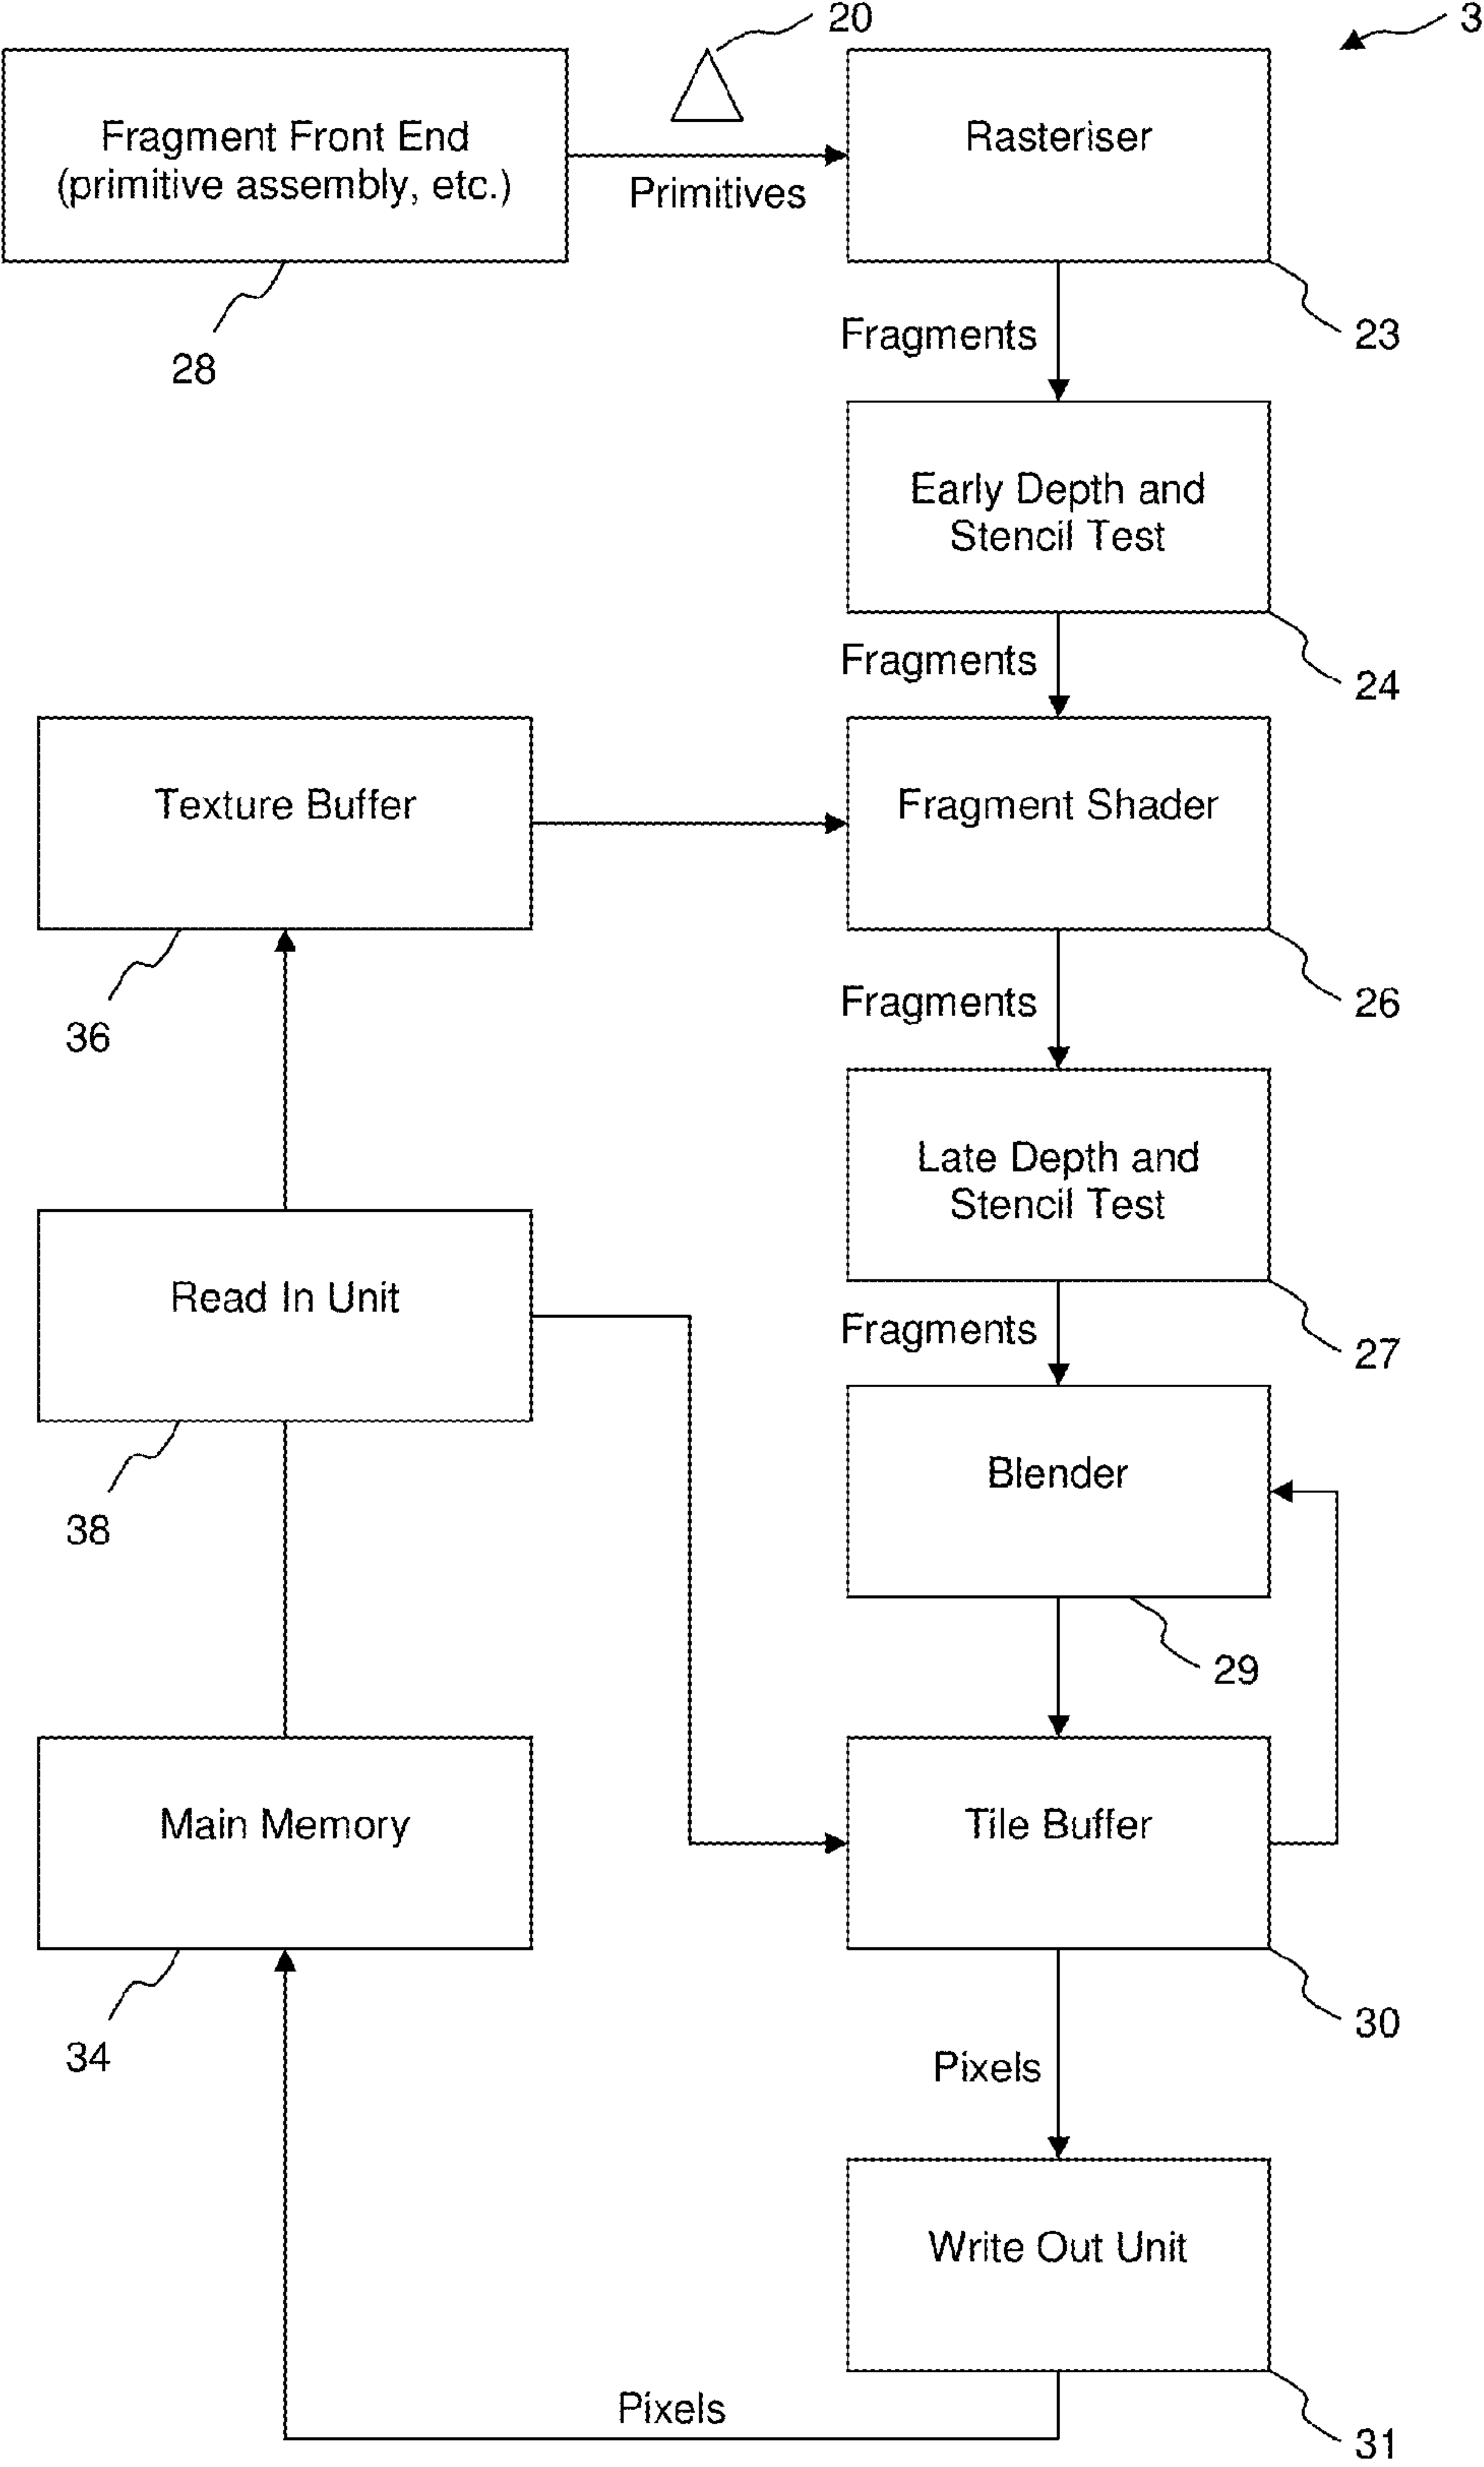 20
3
Fragment Front End
(primitive assembly, etc.)
Primitives
Rasteriser
28
Fragments
23
Early Depth and
Stencil Test
Fragments
24
Texture Buffer
Fragment Shader
36
Fragments
26
Late Depth and
Stencil Test
Read In Unit
Fragments
27
38
Blender
29
Main Memory
Tile Buffer
34
30
Pixels
Write Out Unit
Pixels
31